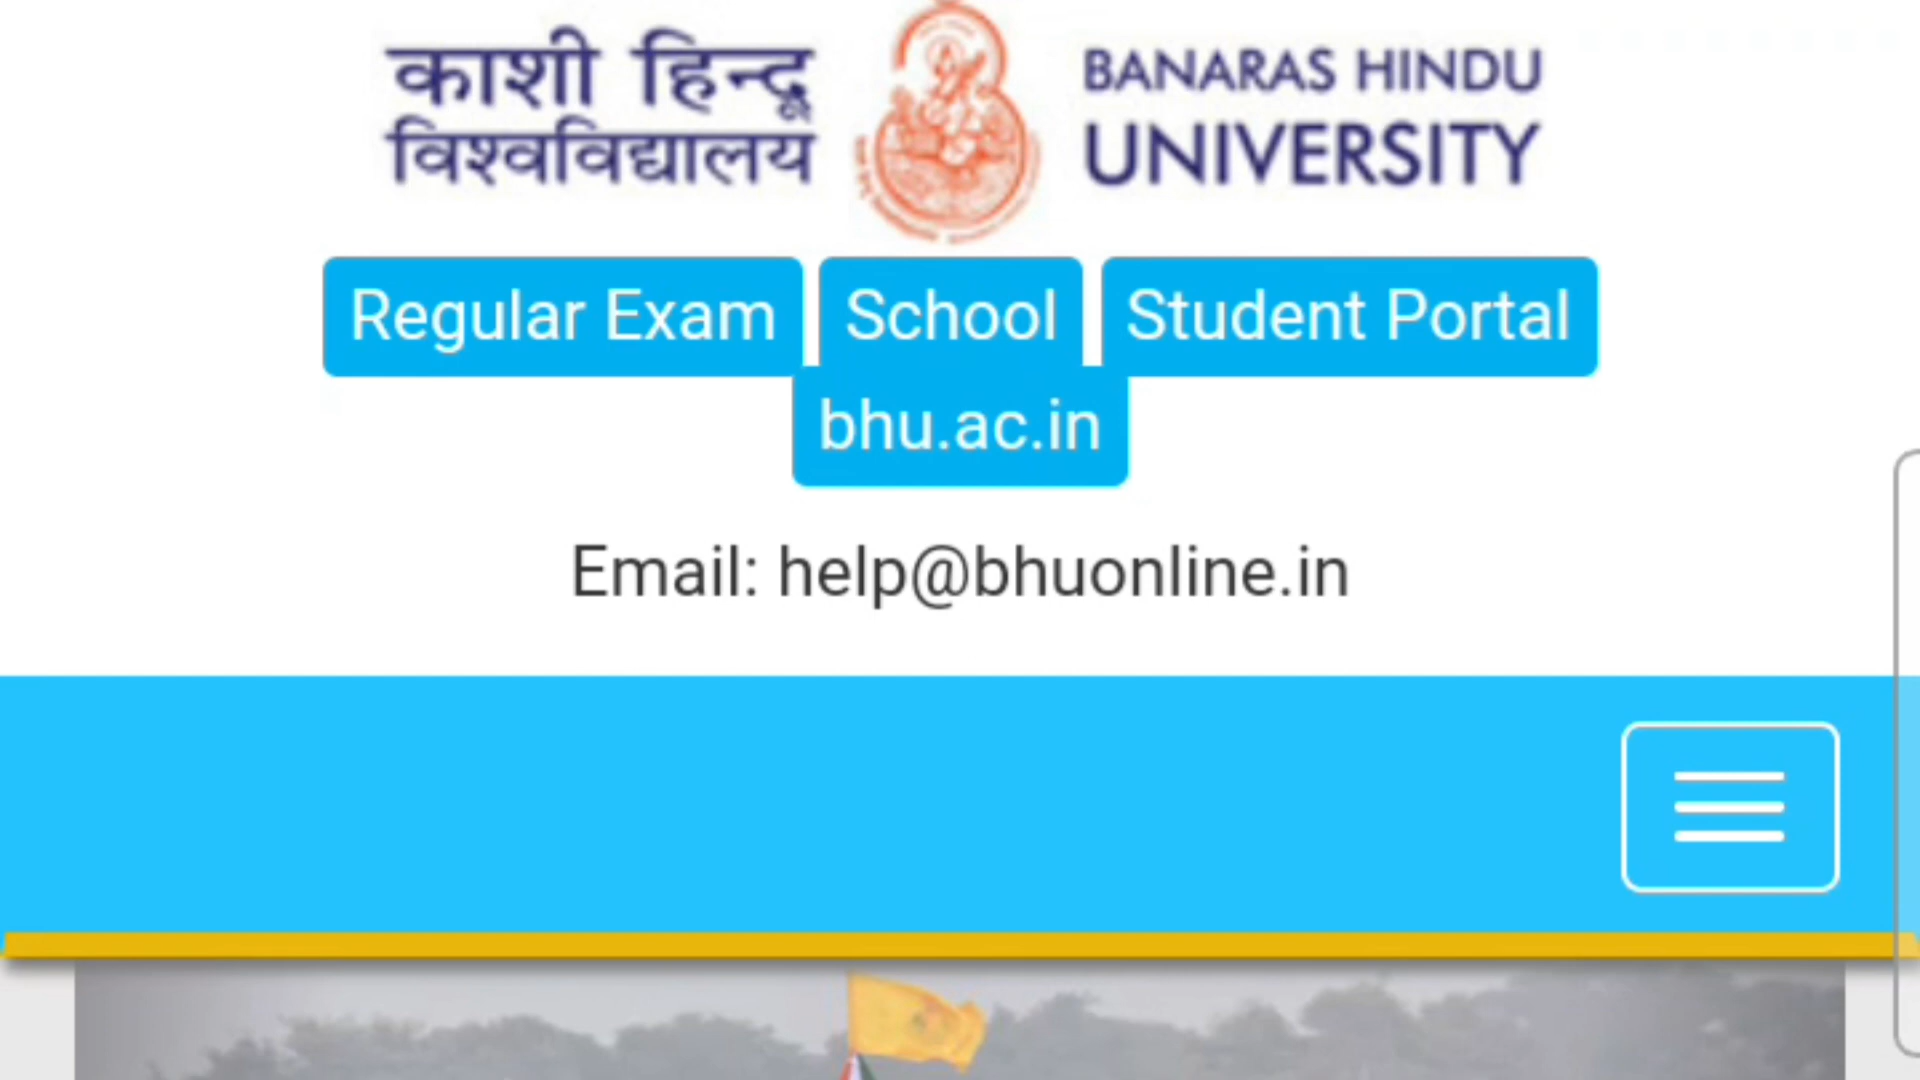 काशी हिन्दू
विश्वविद्यालय
BANARAS HINDU
UNIVERSITY
Regular Exam
School
Student Portal
bhu.ac.in
Email: help@bhuonline.in